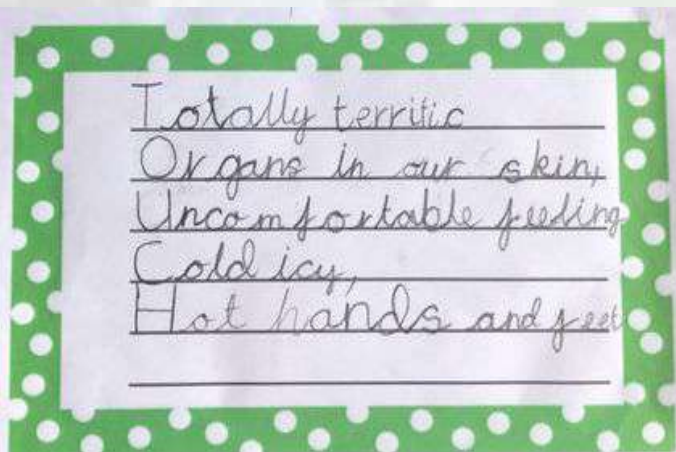 Totally terrific
Organs in our skin,
Uncomfortable feeling
Cold icy,
Hot hands and feet